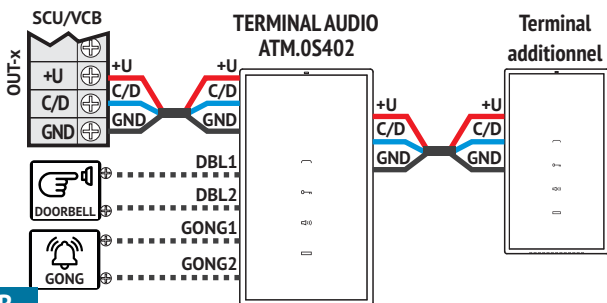 SCU/VCB
OUT-x
+U
C/D
GND
+U
C/D
GND
+U
C/D
GND
TERMINAL AUDIO
ATM.0S402
+U
C/D
GND
+U
C/D
GND
Terminal
additionnel
DOORBELL
DBL1
DBL2
GONG
GONG1
GONG2